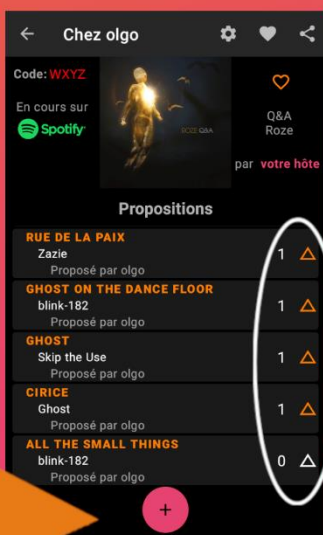 Chez olgo
Code: WXYZ
En cours sur
Spotify
ROZE Q&A
Q&A
Roze
par votre hôte
Propositions
RUE DE LA PAIX
Zazie
1
Proposé par olgo
GHOST ON THE DANCE FLOOR
blink-182
1
Proposé par olgo
GHOST
Skip the Use
1
Proposé par olgo
CIRICE
Ghost
1
Proposé par olgo
ALL THE SMALL THINGS
blink-182
0
Proposé par olgo
+